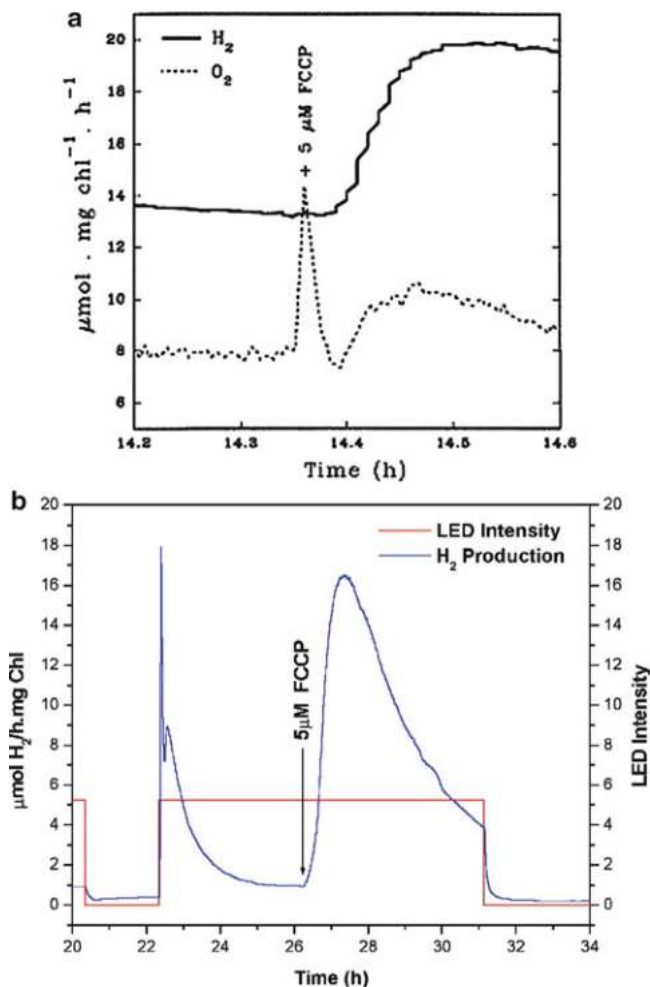 a
H₂
O₂
+ 5 μM FCCP
μmol . mg chl⁻¹ . h⁻¹
20
18
16
14
12
10
8
6
14.2 14.3 14.4 14.5 14.6
Time (h)
b
LED Intensity
H₂ Production
5μM FCCP
μmol H₂/h.mg Chl
LED Intensity
20 20
18 18
16 16
14 14
12 12
10 10
8 8
6 6
4 4
2 2
0 0
20 22 24 26 28 30 32 34
Time (h)